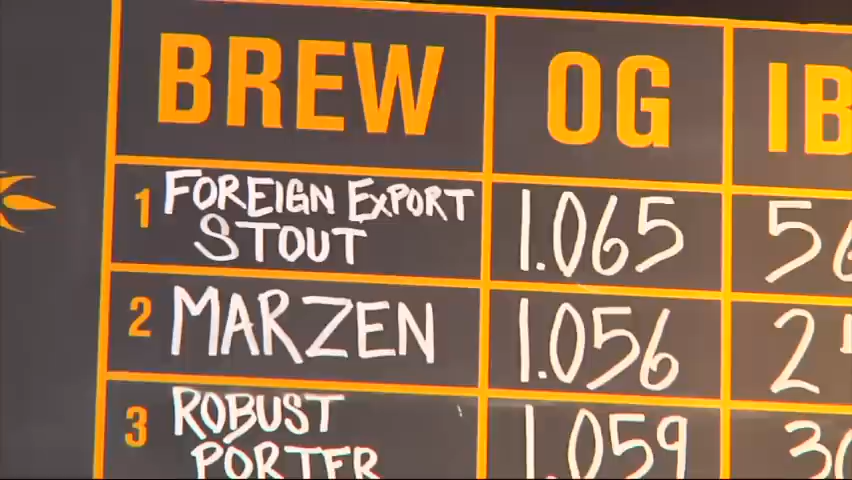 BREW OG
1 FOREIGN EXPORT 1.065
STOUT
2 MARZEN 1.056
3 ROBUST 1.059
PORTER